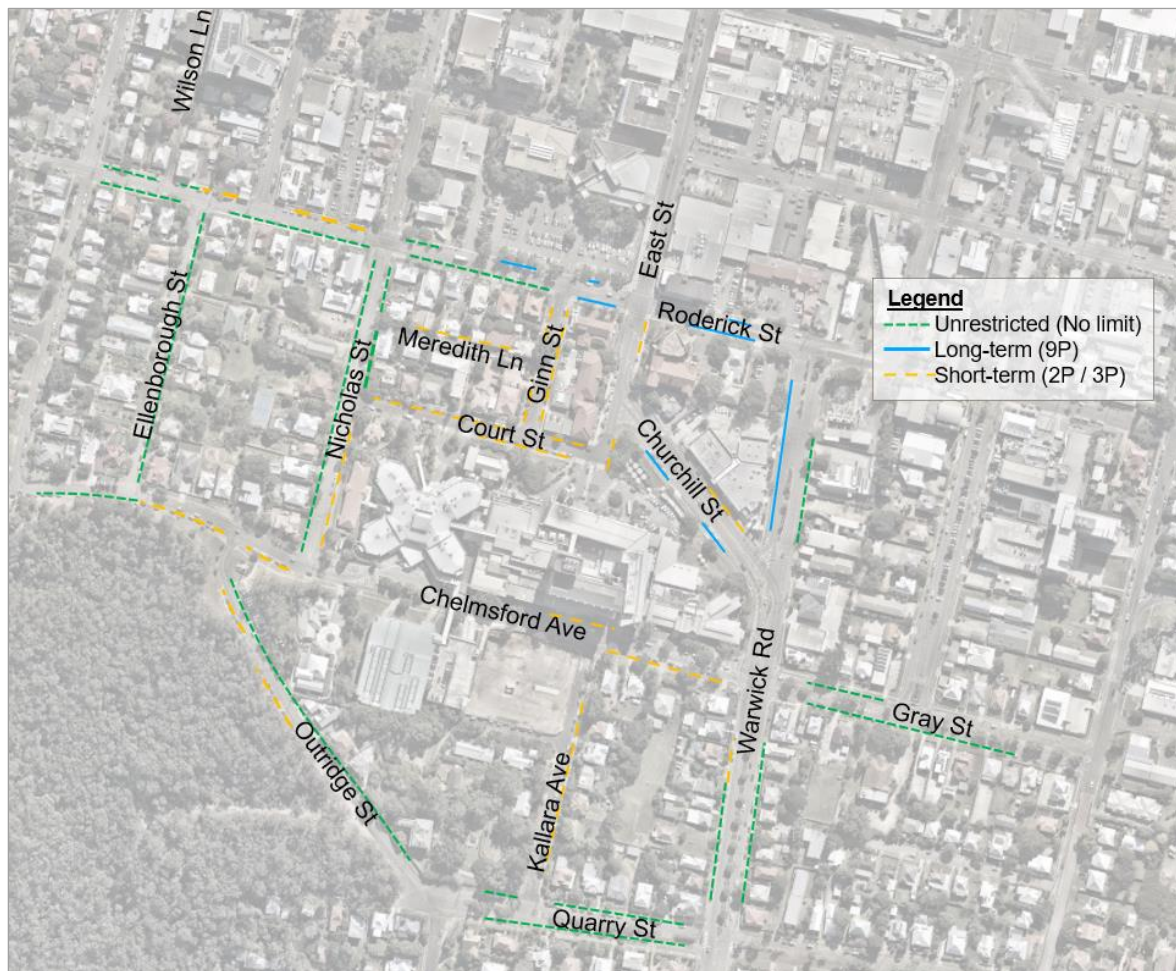 Wilson Ln
East St
Roderick St
Legend
Unrestricted (No limit)
Long-term (9P)
Short-term (2P / 3P)
Ellenborough St
Nicholas St
Meredith Ln
Ginn St
Court St
Churchill St
Chelmsford Ave
Warwick Rd
Gray St
Outridge St
Kallara Ave
Quarry St